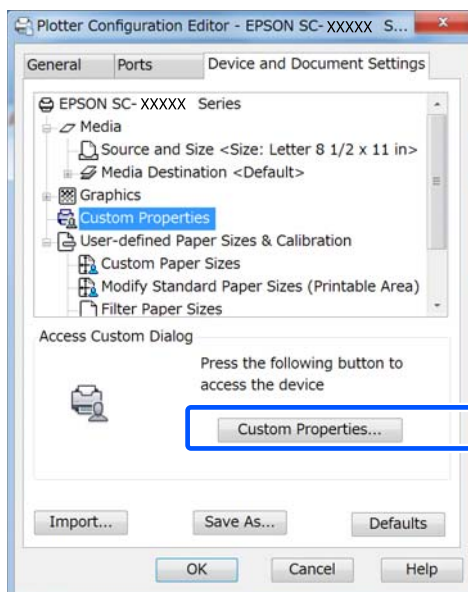 Plotter Configuration Editor - EPSON SC- XXXXX S...
General Ports Device and Document Settings
EPSON SC- XXXXX Series
Media
Source and Size <Size: Letter 8 1/2 x 11 in>
Media Destination <Default>
Graphics
Custom Properties
User-defined Paper Sizes & Calibration
Custom Paper Sizes
Modify Standard Paper Sizes (Printable Area)
Filter Paper Sizes
Access Custom Dialog
Press the following button to
access the device
Custom Properties...
Import... Save As... Defaults
OK Cancel Help